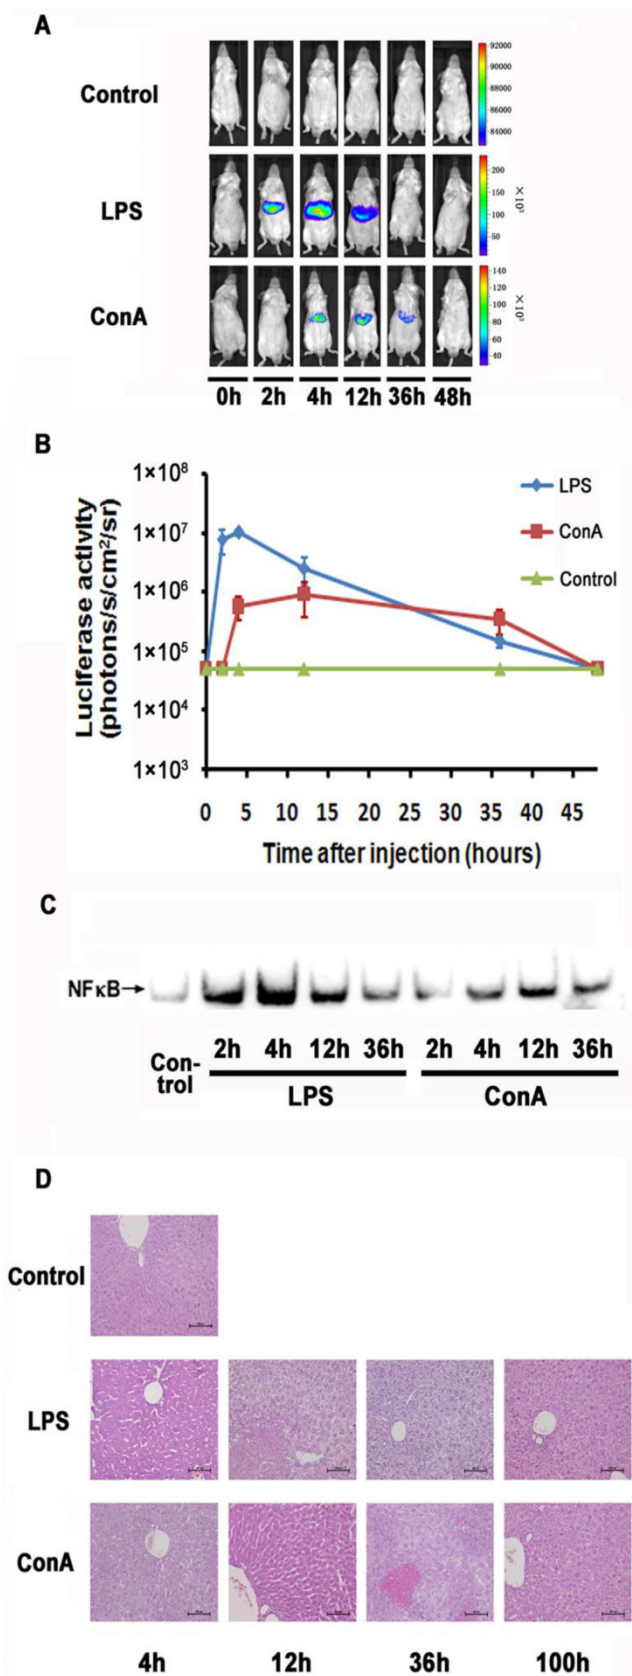 A
Control
92000
88000
86000
84000
LPS
200
150
100
50
ConA
140
120
100
80
60
40
0h 2h 4h 12h 36h 48h
B
Luciferase activity
(photons/s/cm²/sr)
1×10⁸
1×10⁷
1×10⁶
1×10⁵
1×10⁴
1×10³
LPS
ConA
Control
0 5 10 15 20 25 30 35 40 45
Time after injection (hours)
C
NFκB
2h 4h 12h 36h 2h 4h 12h 36h
Con-
trol
LPS ConA
D
Control
LPS
ConA
4h 12h 36h 100h